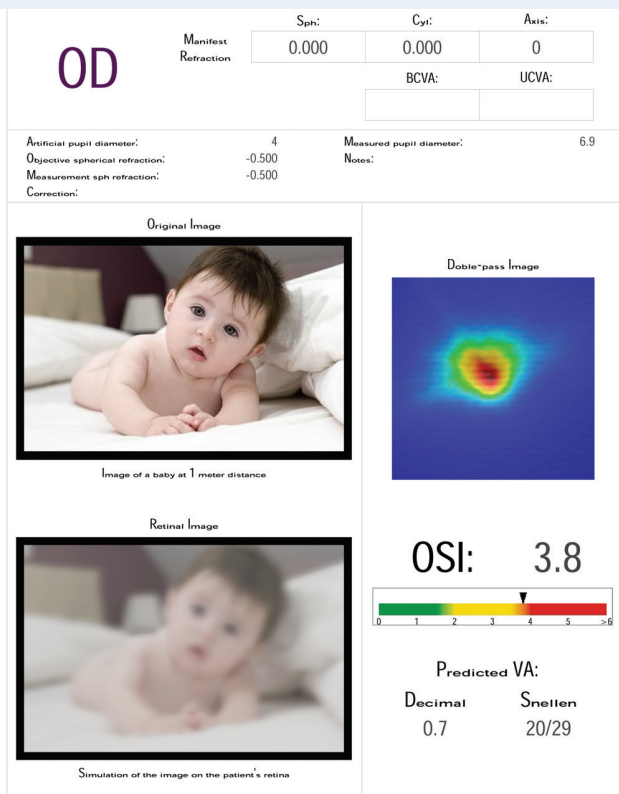 Sph: Cyl: Axis:
OD Manifest Refraction 0.000 0.000 0
BCVA: UCVA:
Artificial pupil diameter: 4 Measured pupil diameter: 6.9
Objective spherical refraction: -0.500 Notes:
Measurement sph refraction: -0.500
Correction:
Original Image
Doble-pass Image
Image of a baby at 1 meter distance
Retinal Image
OSI: 3.8
0 1 2 3 4 5 >6
Predicted VA:
Decimal Snellen
0.7 20/29
Simulation of the image on the patient's retina